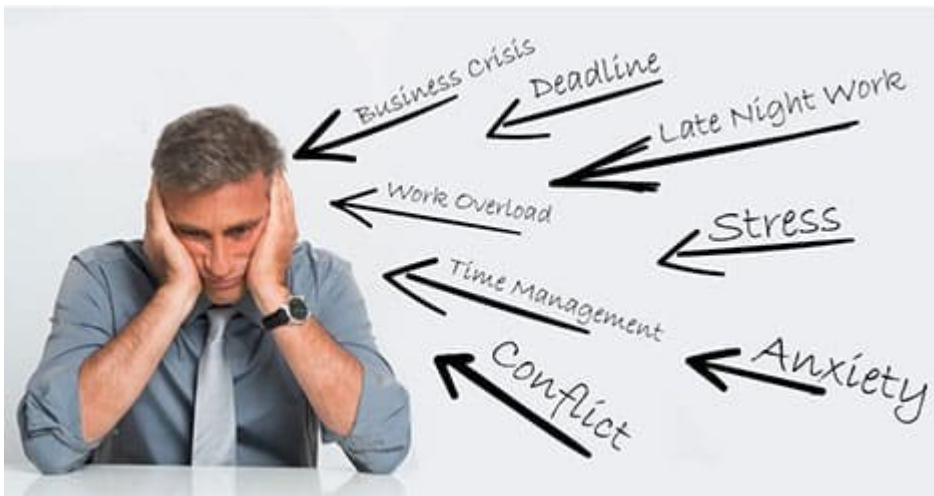 Business Crisis
Deadline
Late Night Work
Work Overload
Stress
Time Management
Anxiety
Conflict